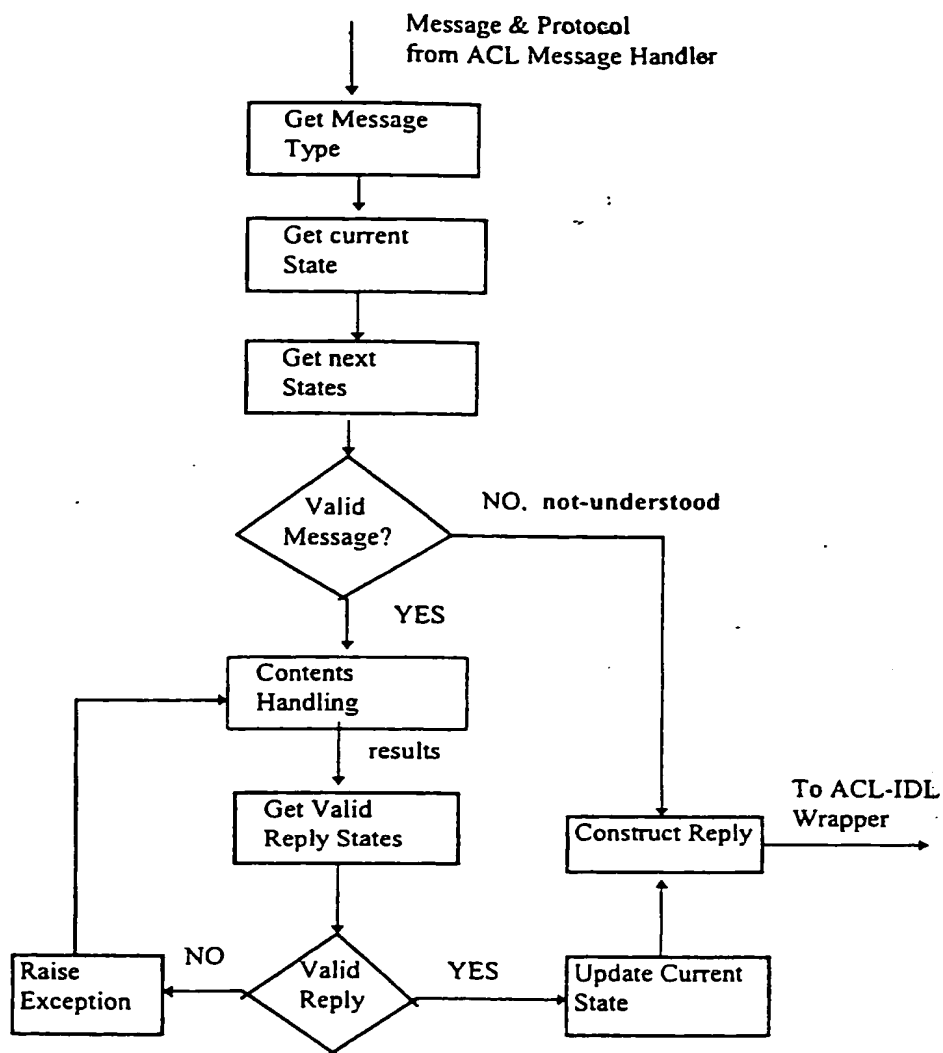 Message & Protocol
from ACL Message Handler
Get Message
Type
Get current
State
Get next
States
Valid
Message?
NO, not-understood
YES
Contents
Handling
results
Get Valid
Reply States
To ACL-IDL
Wrapper
Construct Reply
Raise
Exception
NO
Valid
Reply
YES
Update Current
State